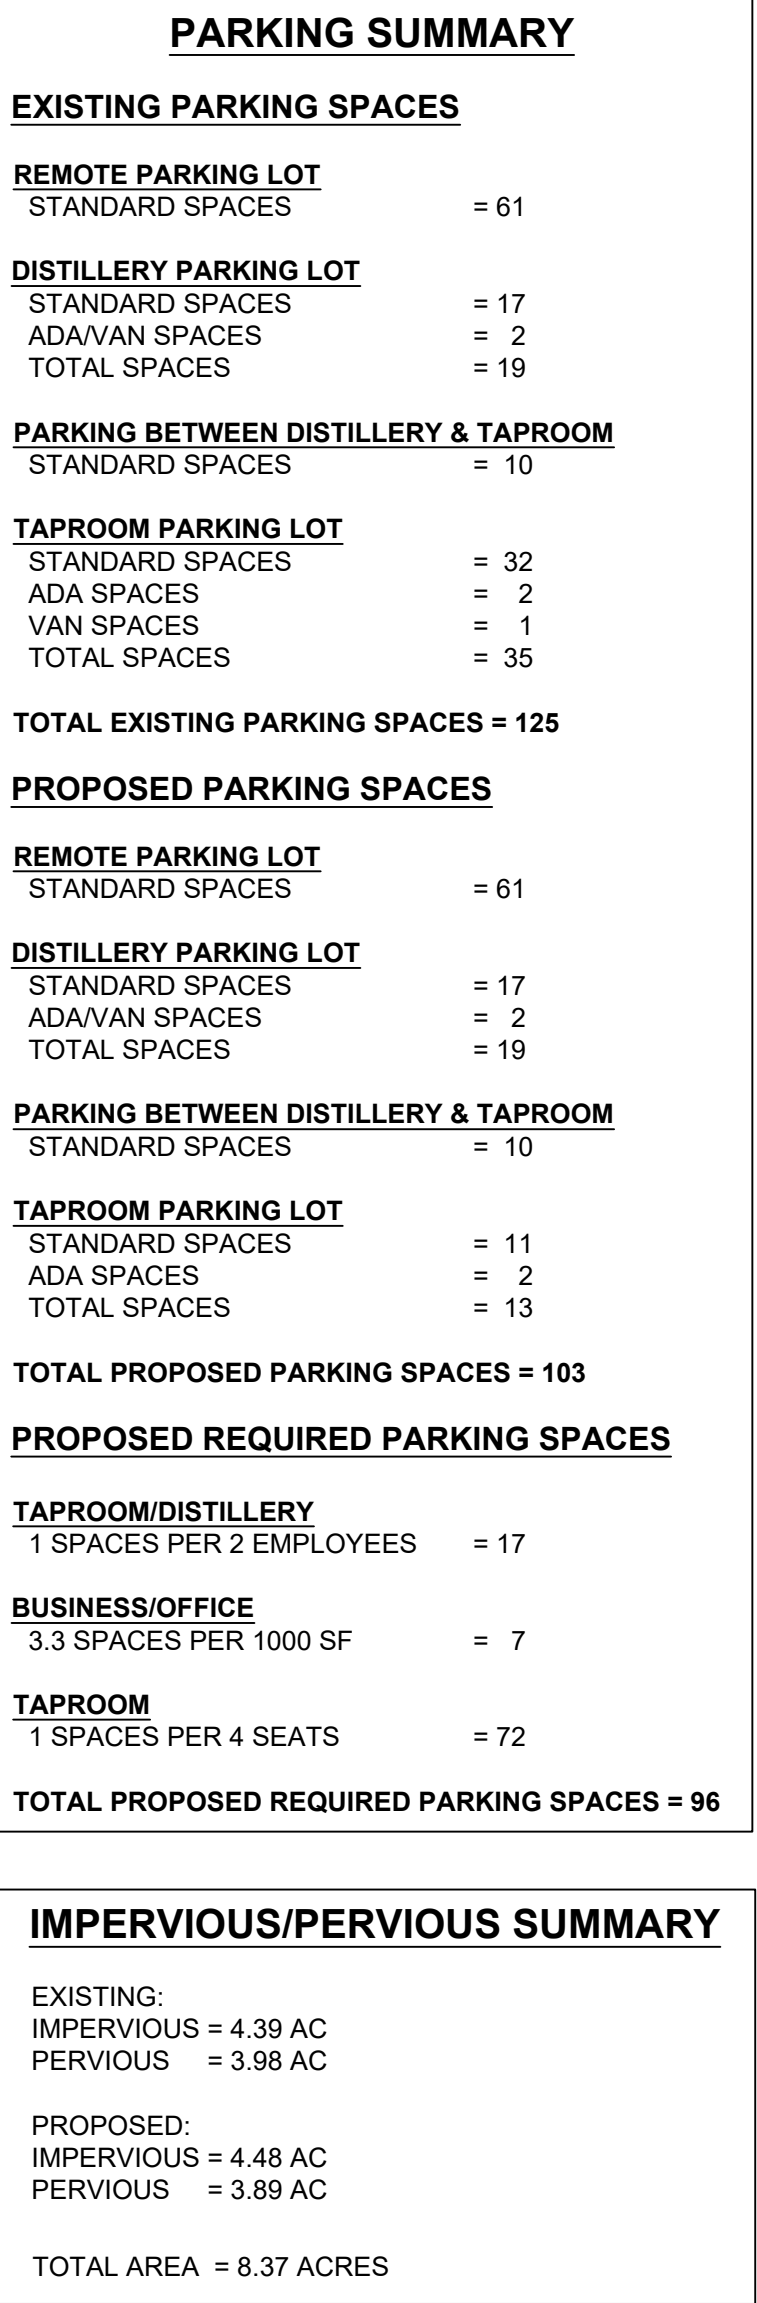 PARKING SUMMARY
EXISTING PARKING SPACES
REMOTE PARKING LOT
STANDARD SPACES = 61
DISTILLERY PARKING LOT
STANDARD SPACES = 17
ADA/VAN SPACES = 2
TOTAL SPACES = 19
PARKING BETWEEN DISTILLERY & TAPROOM
STANDARD SPACES = 10
TAPROOM PARKING LOT
STANDARD SPACES = 32
ADA SPACES = 2
VAN SPACES = 1
TOTAL SPACES = 35
TOTAL EXISTING PARKING SPACES = 125
PROPOSED PARKING SPACES
REMOTE PARKING LOT
STANDARD SPACES = 61
DISTILLERY PARKING LOT
STANDARD SPACES = 17
ADA/VAN SPACES = 2
TOTAL SPACES = 19
PARKING BETWEEN DISTILLERY & TAPROOM
STANDARD SPACES = 10
TAPROOM PARKING LOT
STANDARD SPACES = 11
ADA SPACES = 2
TOTAL SPACES = 13
TOTAL PROPOSED PARKING SPACES = 103
PROPOSED REQUIRED PARKING SPACES
TAPROOM/DISTILLERY
1 SPACES PER 2 EMPLOYEES = 17
BUSINESS/OFFICE
3.3 SPACES PER 1000 SF = 7
TAPROOM
1 SPACES PER 4 SEATS = 72
TOTAL PROPOSED REQUIRED PARKING SPACES = 96
IMPERVIOUS/PERVIOUS SUMMARY
EXISTING:
IMPERVIOUS = 4.39 AC
PERVIOUS = 3.98 AC
PROPOSED:
IMPERVIOUS = 4.48 AC
PERVIOUS = 3.89 AC
TOTAL AREA = 8.37 ACRES